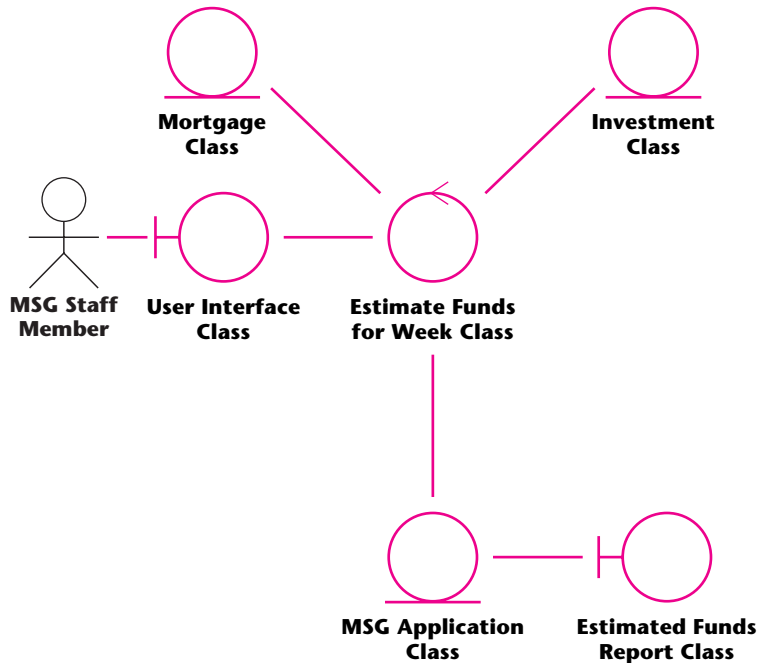 Mortgage
Class
Investment
Class
MSG Staff
Member
User Interface
Class
Estimate Funds
for Week Class
MSG Application
Class
Estimated Funds
Report Class